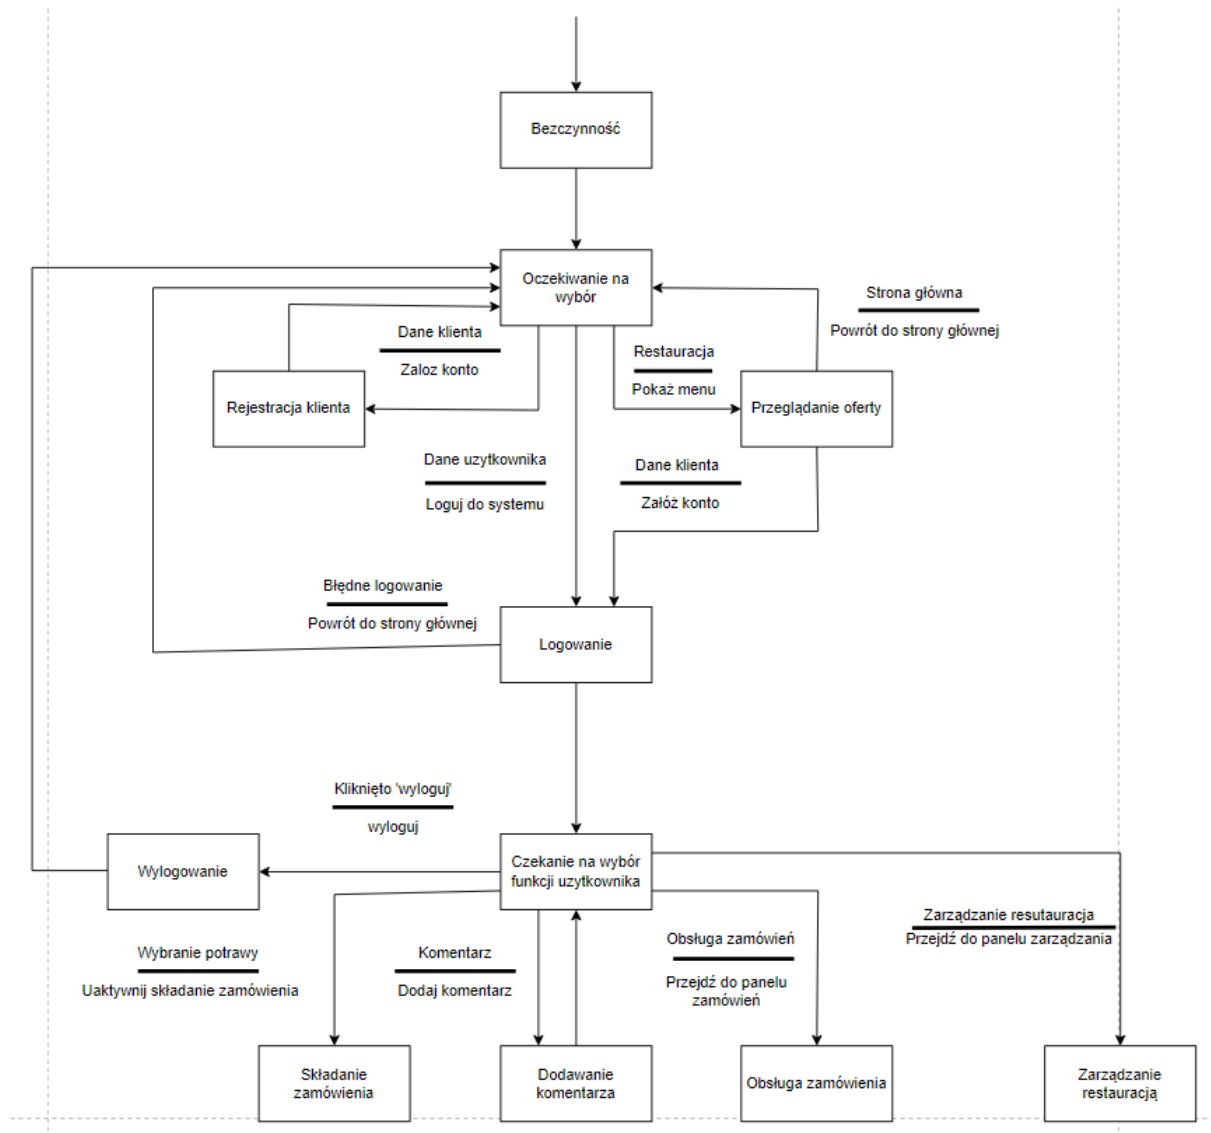 Bezczynność
Oczekiwanie na
wybór
Strona główna
Powrót do strony głównej
Dane klienta
Zaloz konto
Restauracja
Pokaż menu
Rejestracja klienta
Przeglądanie oferty
Dane uzytkownika
Loguj do systemu
Dane klienta
Załóż konto
Błędne logowanie
Powrót do strony głównej
Logowanie
Kliknięto 'wyloguj'
wyloguj
Wylogowanie
Czekanie na wybór
funkcji uzytkownika
Wybranie potrawy
Uaktywnij składanie zamówienia
Komentarz
Dodaj komentarz
Obsługa zamówień
Przejdź do panelu
zamówień
Zarządzanie resutauracja
Przejdź do panelu zarządzania
Składanie
zamówienia
Dodawanie
komentarza
Obsługa zamówienia
Zarządzanie
restauracją